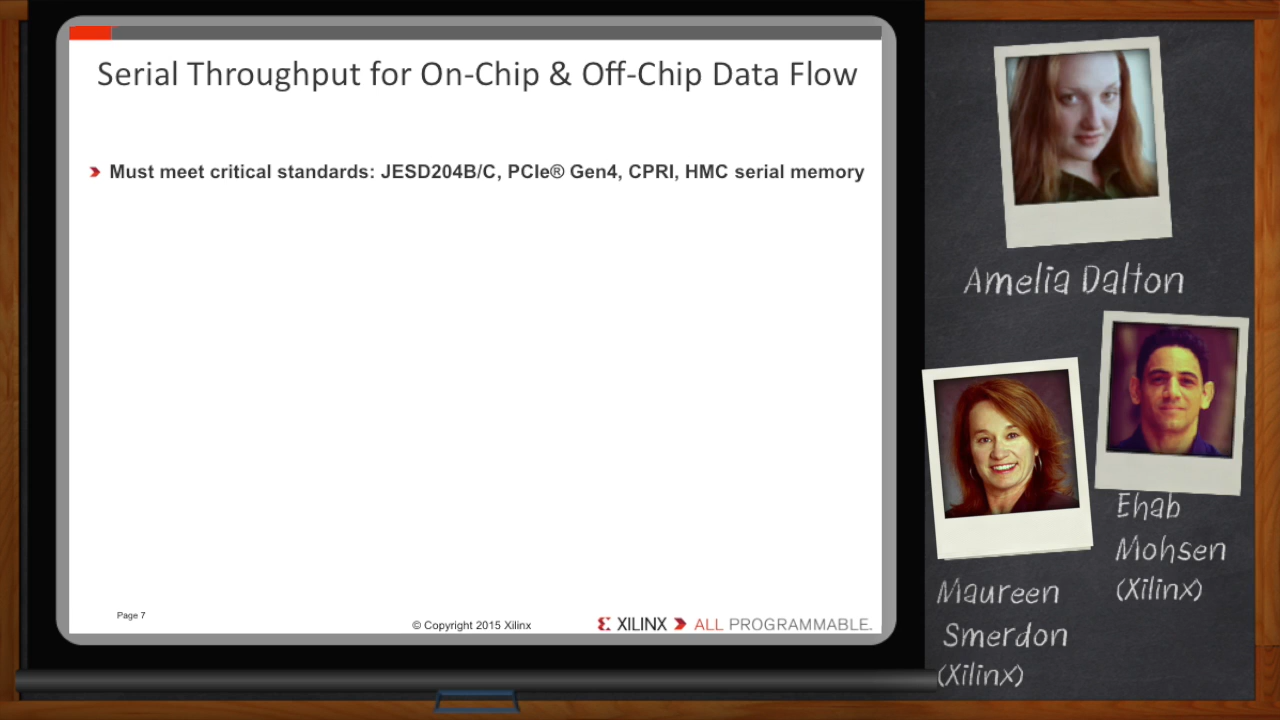 Serial Throughput for On-Chip & Off-Chip Data Flow
Must meet critical standards: JESD204B/C, PCIe® Gen4, CPRI, HMC serial memory
Page 7
© Copyright 2015 Xilinx
XILINX ALL PROGRAMMABLE.
Amelia Dalton
Ehab
Mohsen
(Xilinx)
Maureen
Smerdon
(Xilinx)